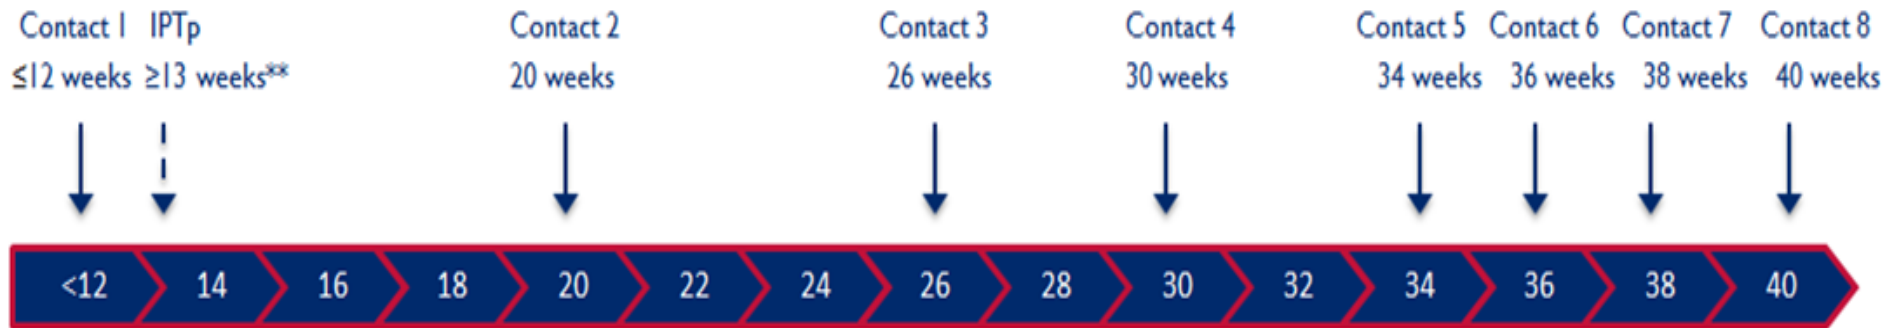 Contact 1 IPTp Contact 2 Contact 3 Contact 4 Contact 5 Contact 6 Contact 7 Contact 8
≤12 weeks ≥13 weeks** 20 weeks 26 weeks 30 weeks 34 weeks 36 weeks 38 weeks 40 weeks
<12 14 16 18 20 22 24 26 28 30 32 34 36 38 40